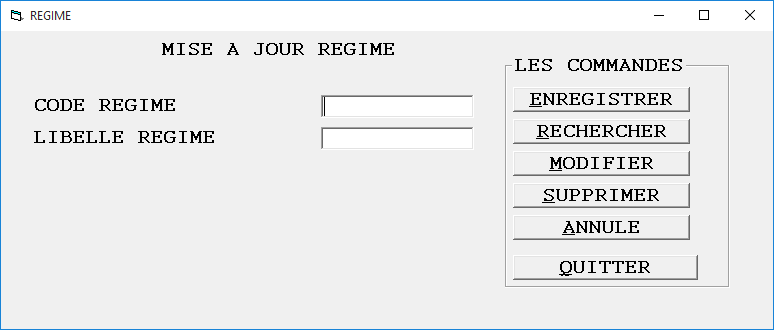 REGIME
MISE A JOUR REGIME
LES COMMANDES
CODE REGIME
LIBELLE REGIME
ENREGISTRER
RECHERCHER
MODIFIER
SUPPRIMER
ANNULE
QUITTER